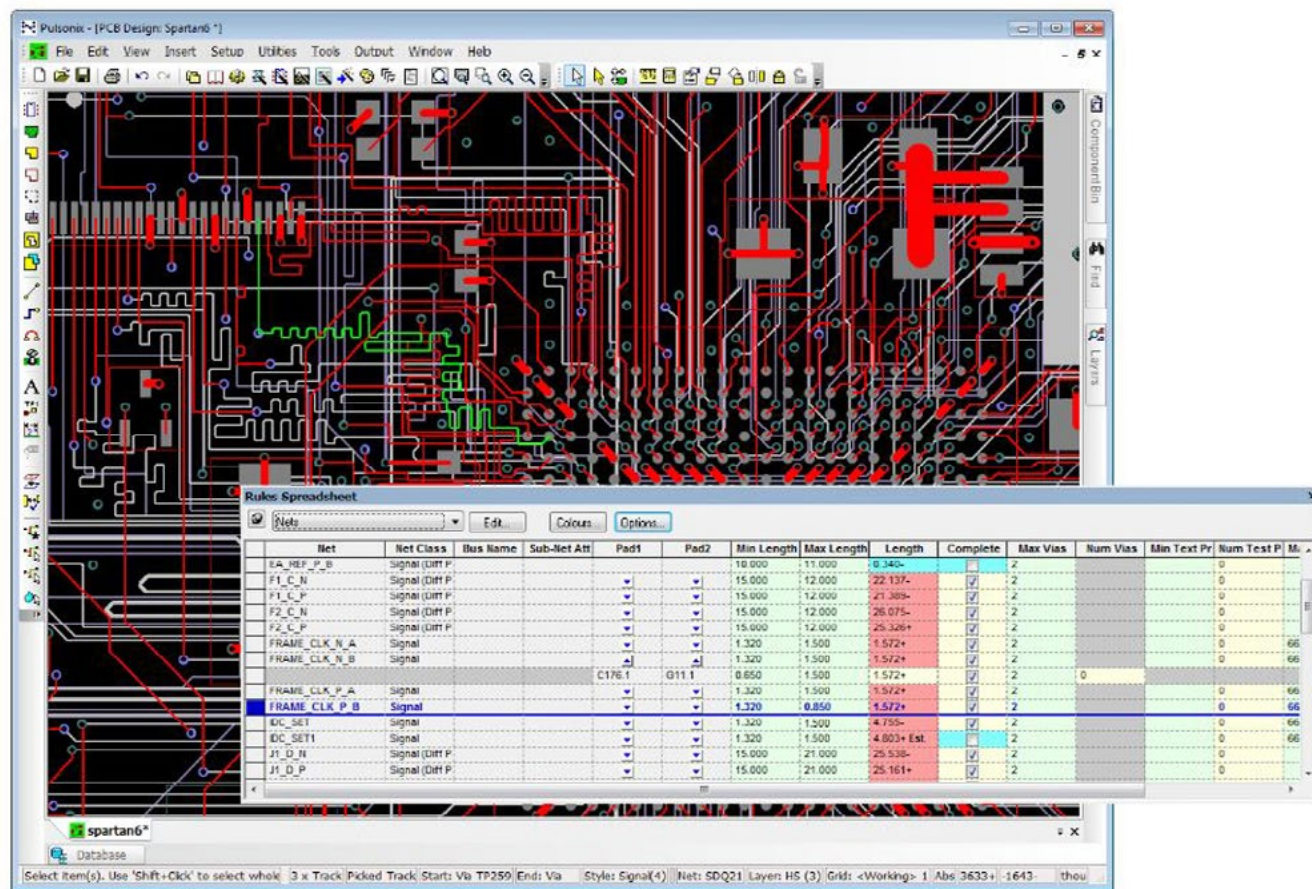 Pulsonix - [PCB Design: Spartan6 *]
File Edit View Insert Setup Utilities Tools Output Window Help
Component Bin
Find
Layers
Rules Spreadsheet
Nets Edit... Colours... Options...
Net Net Class Bus Name Sub-Net Att Pad1 Pad2 Min Length Max Length Length Complete Max Vias Num Vias Min Text Pr Num Test P
EA_REF_P_B Signal (Diff P 10.000 11.000 0.340- 2 0
F1_C_N Signal (Diff P 15.000 12.000 22.137- 2 0
F1_C_P Signal (Diff P 15.000 12.000 21.389- 2 0
F2_C_N Signal (Diff P 15.000 12.000 26.075- 2 0
F2_C_P Signal (Diff P 15.000 12.000 25.326+ 2 0
FRAME_CLK_N_A Signal 1.320 1.500 1.572+ 2 0 66
FRAME_CLK_N_B Signal 1.320 1.500 1.572+ 2 0 66
C176.1 G11.1 0.650 1.500 1.572+ 2 0
FRAME_CLK_P_A Signal 1.320 1.500 1.572+ 2 0 66
FRAME_CLK_P_B Signal 1.320 0.850 1.572+ 2 0 66
IDC_SET Signal 1.320 1.500 4.755- 2 0 66
IDC_SET1 Signal 1.320 1.500 4.803+ Est. 2 0 66
J1_D_N Signal (Diff P 15.000 21.000 25.538- 2 0
J1_D_P Signal (Diff P 15.000 21.000 25.161+ 2 0
spartan6*
Database
Select item(s). Use 'Shift+Click' to select whole 3 x Track Picked Track Start: Via TP259 End: Via Style: Signal(4) Net: SDQ21 Layer: HS (3) Grid: <Working> 1 Abs 3633+ -1643- thou